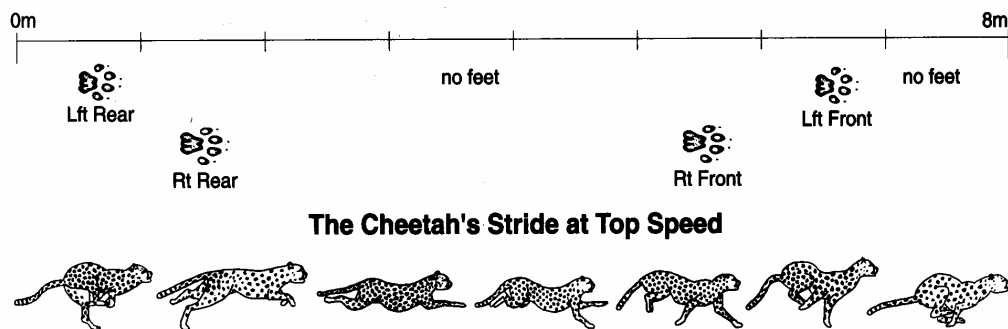 0m 8m
no feet no feet
Lft Rear Lft Front
Rt Rear Rt Front
The Cheetah's Stride at Top Speed